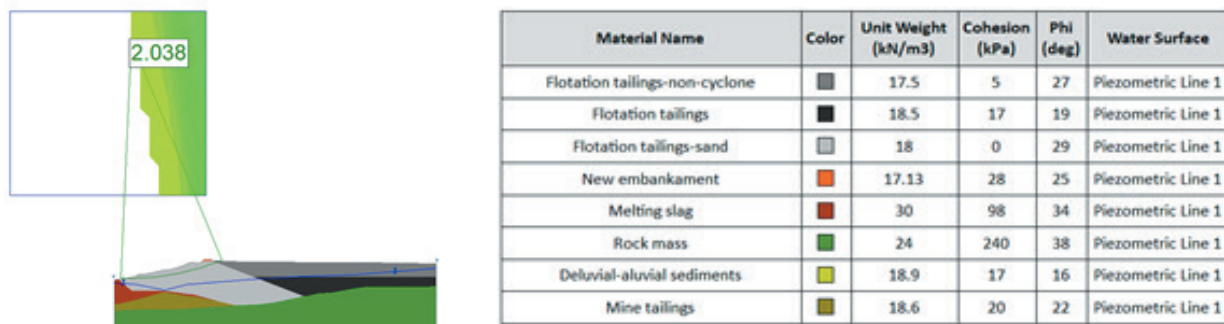 2.038
1
Material Name Color Unit Weight (kN/m3) Cohesion (kPa) Phi (deg) Water Surface
Flotation tailings-non-cyclone 17.5 5 27 Piezometric Line 1
Flotation tailings 18.5 17 19 Piezometric Line 1
Flotation tailings-sand 18 0 29 Piezometric Line 1
New embankament 17.13 28 25 Piezometric Line 1
Melting slag 30 98 34 Piezometric Line 1
Rock mass 24 240 38 Piezometric Line 1
Deluvial-aluvial sediments 18.9 17 16 Piezometric Line 1
Mine tailings 18.6 20 22 Piezometric Line 1